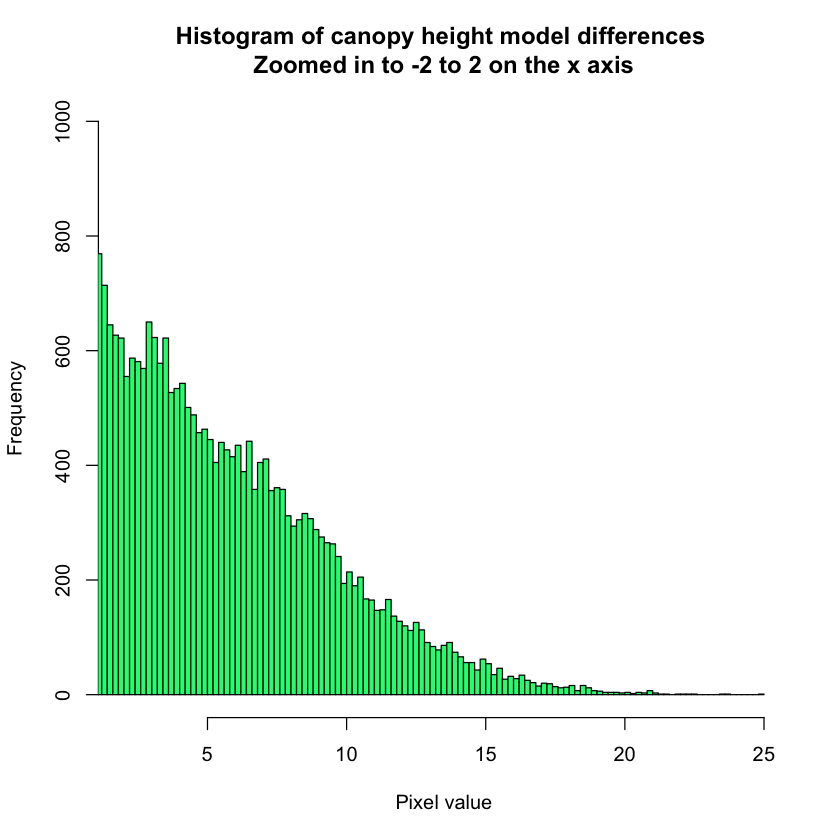 Histogram of canopy height model differences
Zoomed in to -2 to 2 on the x axis
1000
800
600
400
200
0
Frequency
5 10 15 20 25
Pixel value